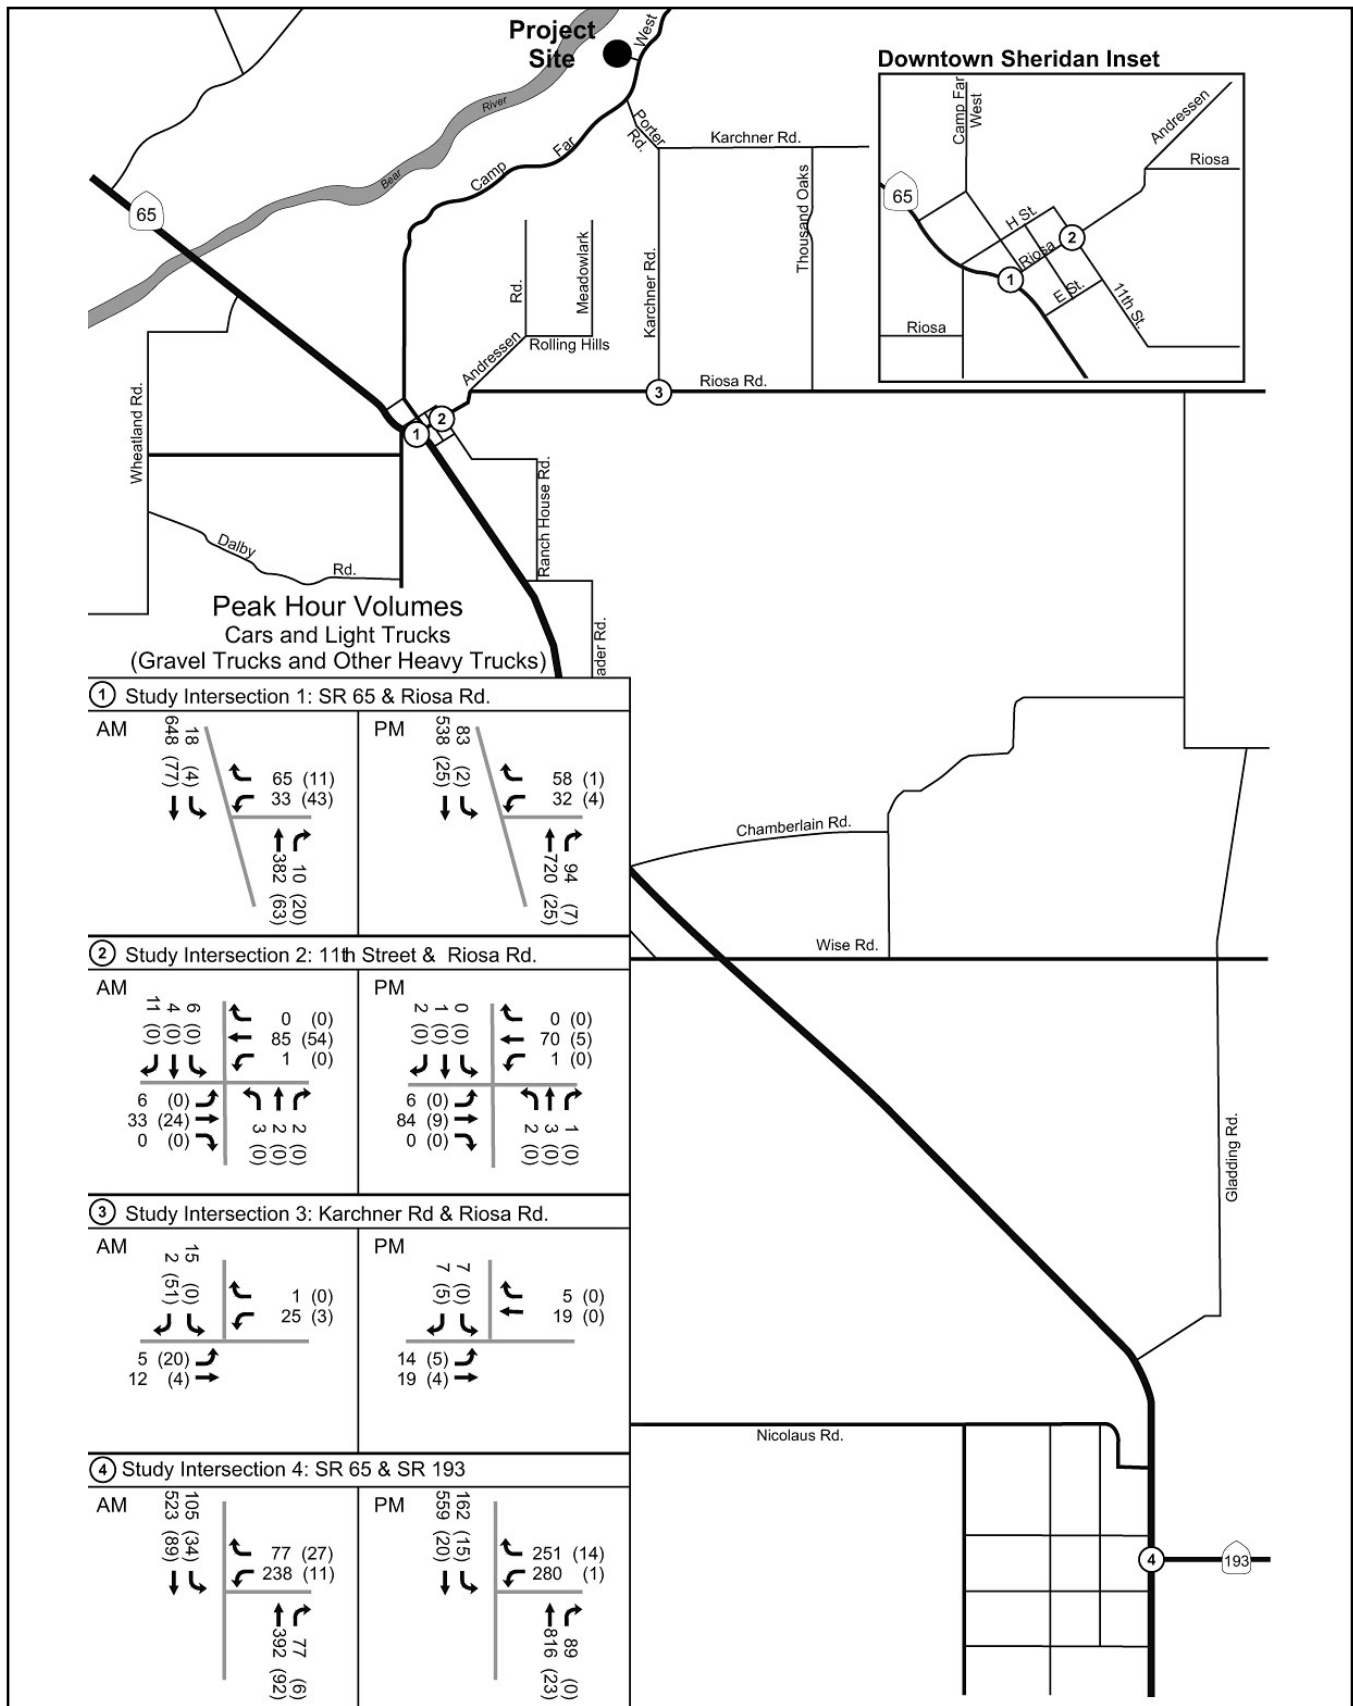 Project
Site
West
River
Bear
Camp
Far
Porter
Rd.
Karchner Rd.
Thousand Oaks
Karchner Rd.
Meadowlark
Rd.
Rolling Hills
Andressen
Riosa Rd.
65
1
2
3
Wheatland Rd.
Dalby
Rd.
Ranch House Rd.
ader Rd.
Downtown Sheridan Inset
Camp Far
West
Andressen
Riosa
65
H St.
Riosa
E St.
11th St.
1
2
Riosa
Peak Hour Volumes
Cars and Light Trucks
(Gravel Trucks and Other Heavy Trucks)
1 Study Intersection 1: SR 65 & Riosa Rd.
AM
648 (77)
18 (4)
65 (11)
33 (43)
382 (63)
10 (20)
PM
538 (25)
83 (2)
58 (1)
32 (4)
720 (25)
94 (7)
2 Study Intersection 2: 11th Street & Riosa Rd.
AM
11 (0)
4 (0)
6 (0)
0 (0)
85 (54)
1 (0)
6 (0)
33 (24)
0 (0)
3 (0)
2 (0)
2 (0)
PM
2 (0)
1 (0)
0 (0)
0 (0)
70 (5)
1 (0)
6 (0)
84 (9)
0 (0)
2 (0)
3 (0)
1 (0)
3 Study Intersection 3: Karchner Rd & Riosa Rd.
AM
2 (51)
15 (0)
1 (0)
25 (3)
5 (20)
12 (4)
PM
7 (5)
7 (0)
5 (0)
19 (0)
14 (5)
19 (4)
4 Study Intersection 4: SR 65 & SR 193
AM
523 (89)
105 (34)
77 (27)
238 (11)
392 (92)
77 (6)
PM
559 (20)
162 (15)
251 (14)
280 (1)
816 (23)
89 (0)
Chamberlain Rd.
Wise Rd.
Gladding Rd.
Nicolaus Rd.
4
193